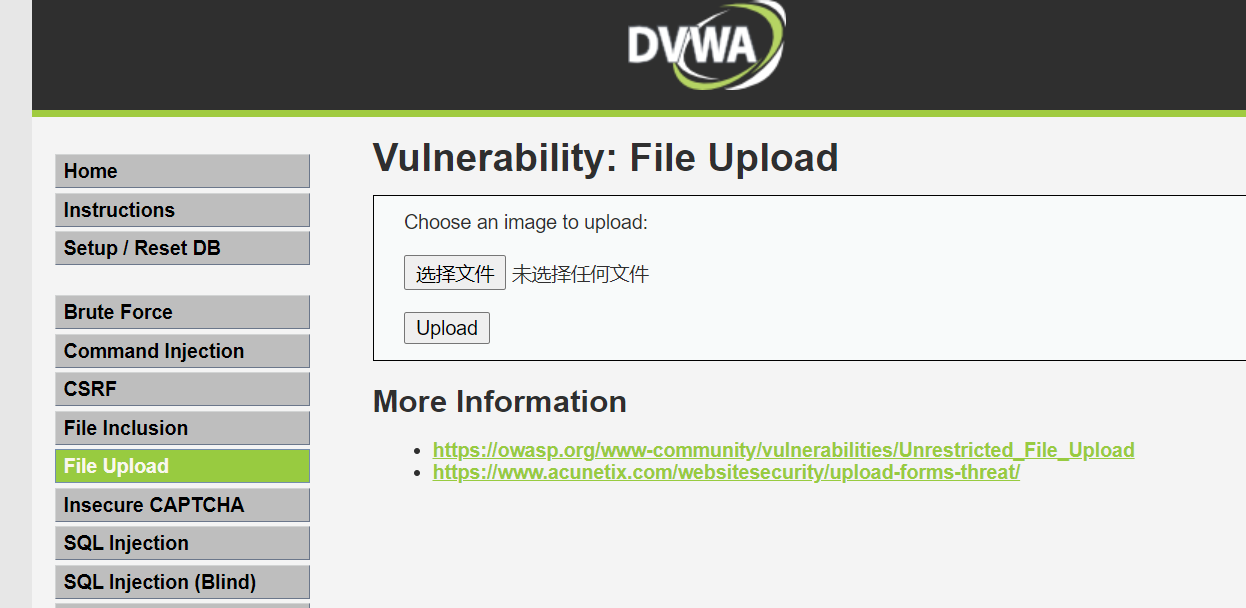 DVWA
Home
Instructions
Setup / Reset DB
Brute Force
Command Injection
CSRF
File Inclusion
File Upload
Insecure CAPTCHA
SQL Injection
SQL Injection (Blind)
Vulnerability: File Upload
Choose an image to upload:
选择文件 未选择任何文件
Upload
More Information
https://owasp.org/www-community/vulnerabilities/Unrestricted_File_Upload
https://www.acunetix.com/websitesecurity/upload-forms-threat/